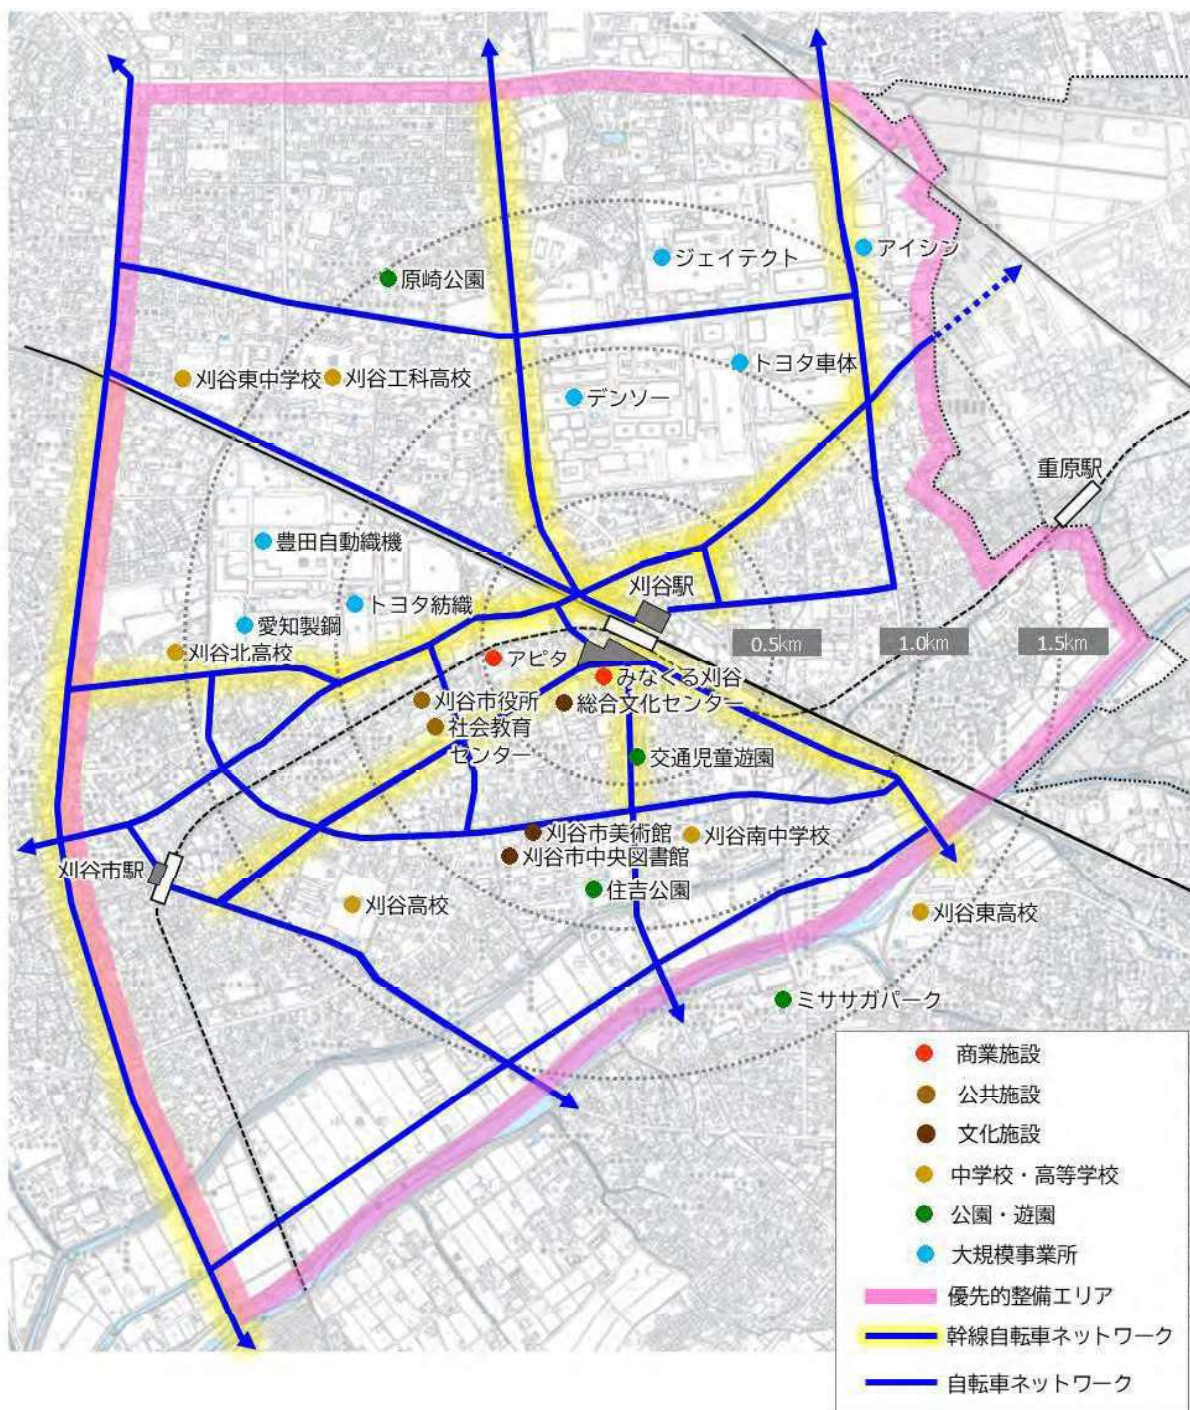 原崎公園
ジェイテクト
アイシン
刈谷東中学校
刈谷工科高校
トヨタ車体
デンソー
重原駅
豊田自動織機
トヨタ紡織
愛知製鋼
刈谷北高校
刈谷駅
0.5km
1.0km
1.5km
アピタ
みなくる刈谷
刈谷市役所
総合文化センター
社会教育
センター
交通児童遊園
刈谷市美術館
刈谷南中学校
刈谷市中央図書館
刈谷市駅
住吉公園
刈谷高校
刈谷東高校
ミササガパーク
商業施設
公共施設
文化施設
中学校・高等学校
公園・遊園
大規模事業所
優先的整備エリア
幹線自転車ネットワーク
自転車ネットワーク